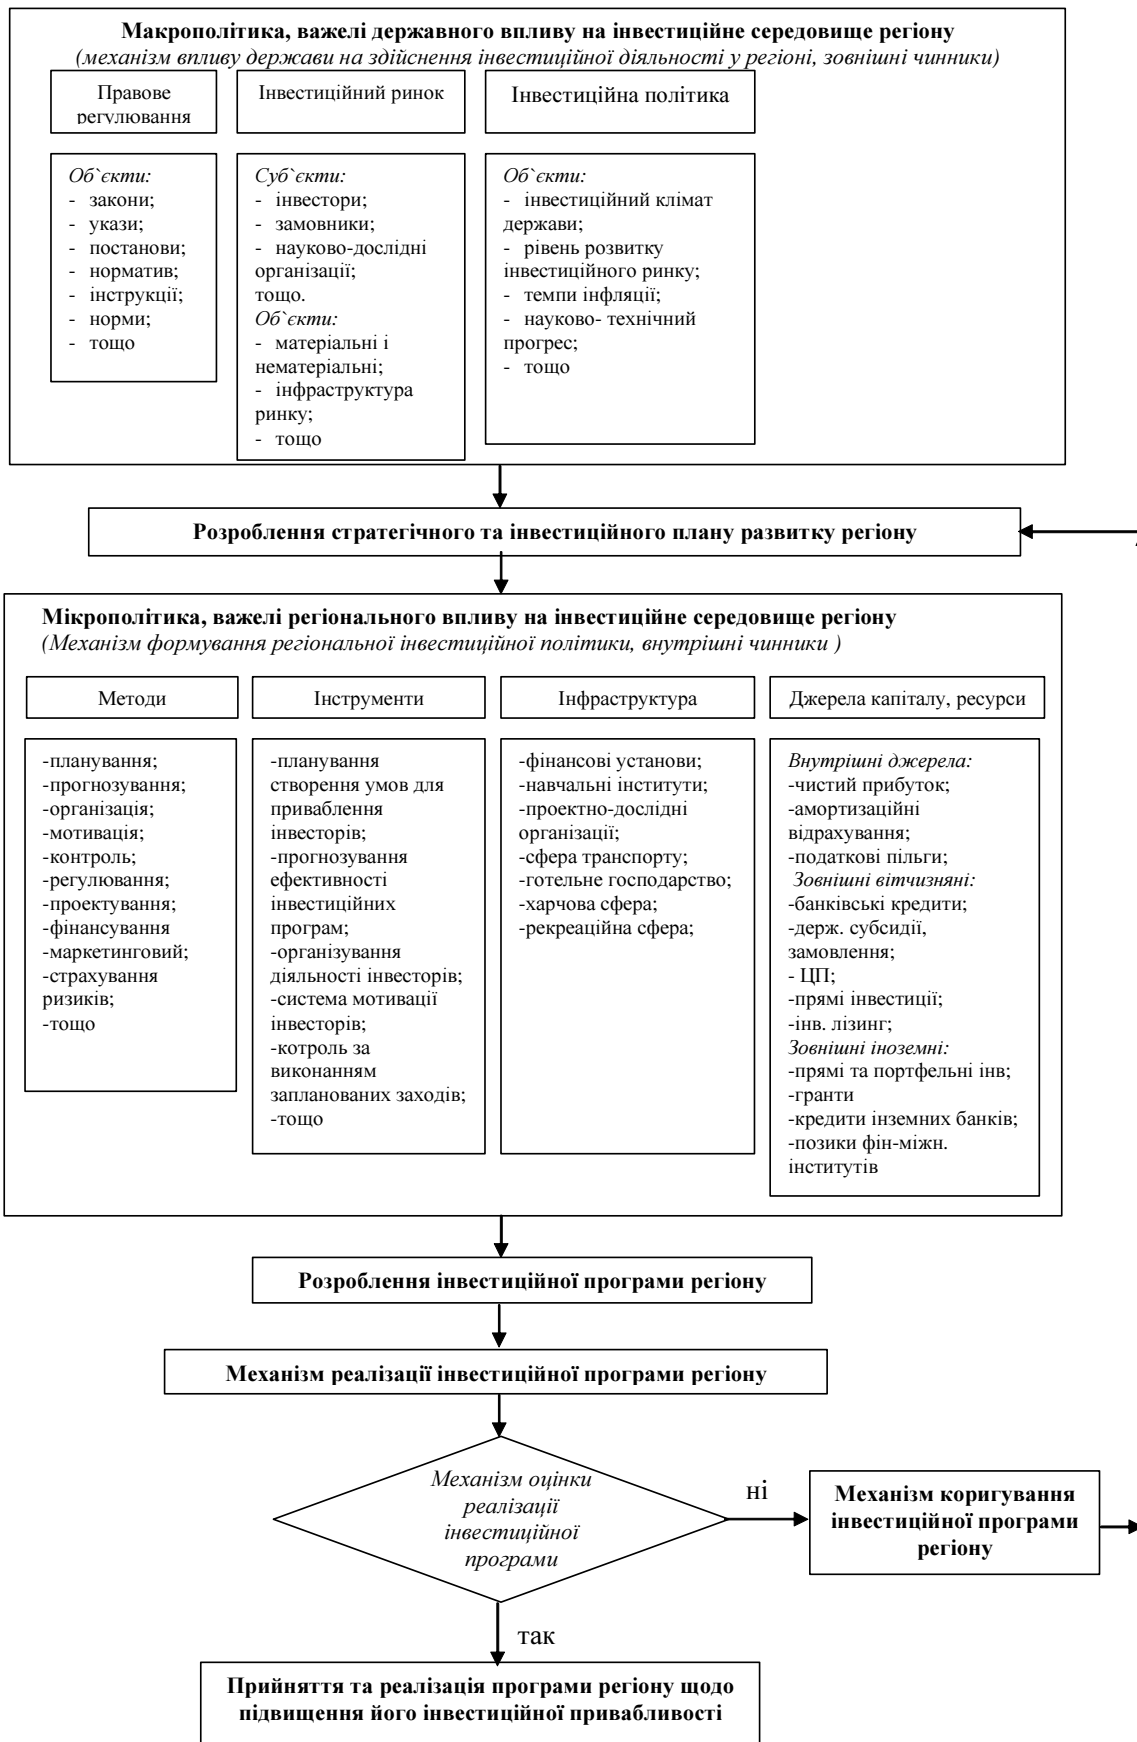 Макрополітика, важелі державного впливу на інвестиційне середовище регіону
(механізм впливу держави на здійснення інвестиційної діяльності у регіоні, зовнішні чинники)
Правове
регулювання
Інвестиційний ринок
Інвестиційна політика
Об`єкти:
- закони;
- укази;
- постанови;
- норматив;
- інструкції;
- норми;
- тощо
Суб`єкти:
- інвестори;
- замовники;
- науково-дослідні
організації;
тощо.
Об`єкти:
- матеріальні і
нематеріальні;
- інфраструктура
ринку;
- тощо
Об`єкти:
- інвестиційний клімат
держави;
- рівень розвитку
інвестиційного ринку;
- темпи інфляції;
- науково- технічний
прогрес;
- тощо
Розроблення стратегічного та інвестиційного плану развитку регіону
Мікрополітика, важелі регіонального впливу на інвестиційне середовище регіону
(Механізм формування регіональної інвестиційної політики, внутрішні чинники )
Методи
Інструменти
Інфраструктура
Джерела капіталу, ресурси
-планування;
-прогнозування;
-організація;
-мотивація;
-контроль;
-регулювання;
-проектування;
-фінансування
-маркетинговий;
-страхування
ризиків;
-тощо
-планування
створення умов для
приваблення
інвесторів;
-прогнозування
ефективності
інвестиційних
програм;
-організування
діяльності інвесторів;
-система мотивації
інвесторів;
-котроль за
виконанням
запланованих заходів;
-тощо
-фінансові установи;
-навчальні інститути;
-проектно-дослідні
організації;
-сфера транспорту;
-готельне господарство;
-харчова сфера;
-рекреаційна сфера;
Внутрішні джерела:
-чистий прибуток;
-амортизаційні
відрахування;
-податкові пільги;
Зовнішні вітчизняні:
-банківські кредити;
-держ. субсидії,
замовлення;
- ЦП;
-прямі інвестиції;
-інв. лізинг;
Зовнішні іноземні:
-прямі та портфельні інв;
-гранти
-кредити інземних банків;
-позики фін-міжн.
інститутів
Розроблення інвестиційної програми регіону
Механізм реалізації інвестиційної програми регіону
Механізм оцінки
реалізації
інвестиційної
програми
ні
Механізм коригування
інвестиційної програми
регіону
так
Прийняття та реалізація програми регіону щодо
підвищення його інвестиційної привабливості